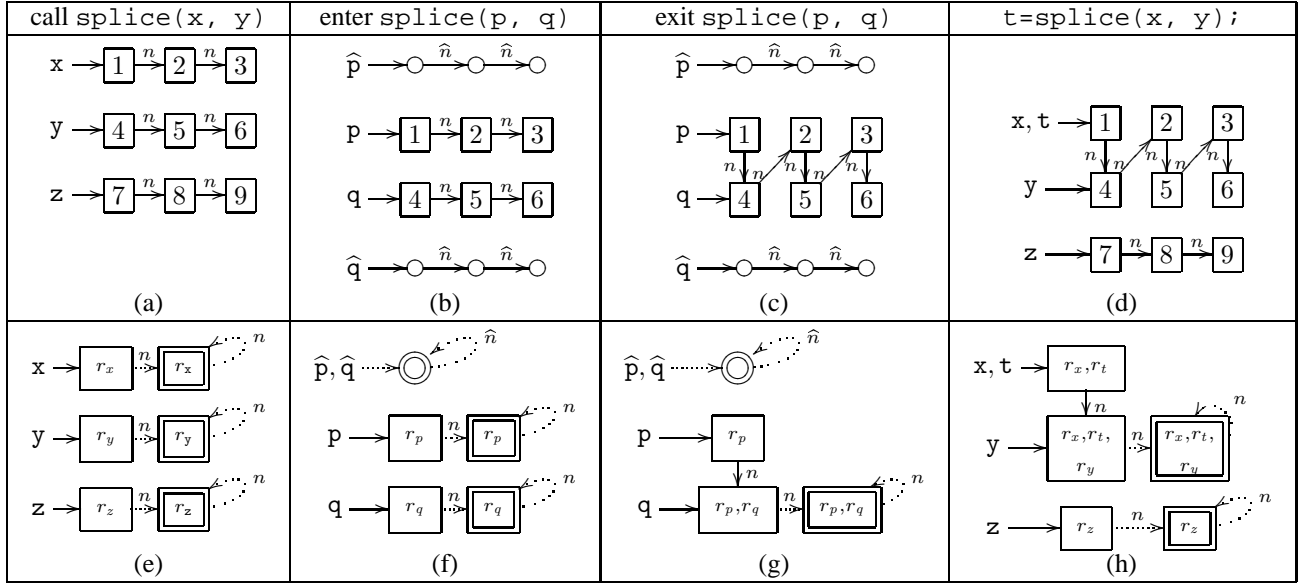 call splice(x, y) enter splice(p, q) exit splice(p, q) t=splice(x, y);
x 1 n 2 n 3
y 4 n 5 n 6
z 7 n 8 n 9
(a)
p̂ n̂ n̂
p 1 n 2 n 3
q 4 n 5 n 6
q̂ n̂ n̂
(b)
p̂ n̂ n̂
p 1 2 3
n n n n n
q 4 5 6
q̂ n̂ n̂
(c)
x, t 1 2 3
n n n n n
y 4 5 6
z 7 n 8 n 9
(d)
x r_x n r_x n
y r_y n r_y n
z r_z n r_z n
(e)
p̂, q̂ n̂
p r_p n r_p n
q r_q n r_q n
(f)
p̂, q̂ n̂
p r_p
n
q r_p,r_q n r_p,r_q n
(g)
x, t r_x,r_t
n
y r_x,r_t, n r_x,r_t, n
r_y r_y
z r_z n r_z n
(h)